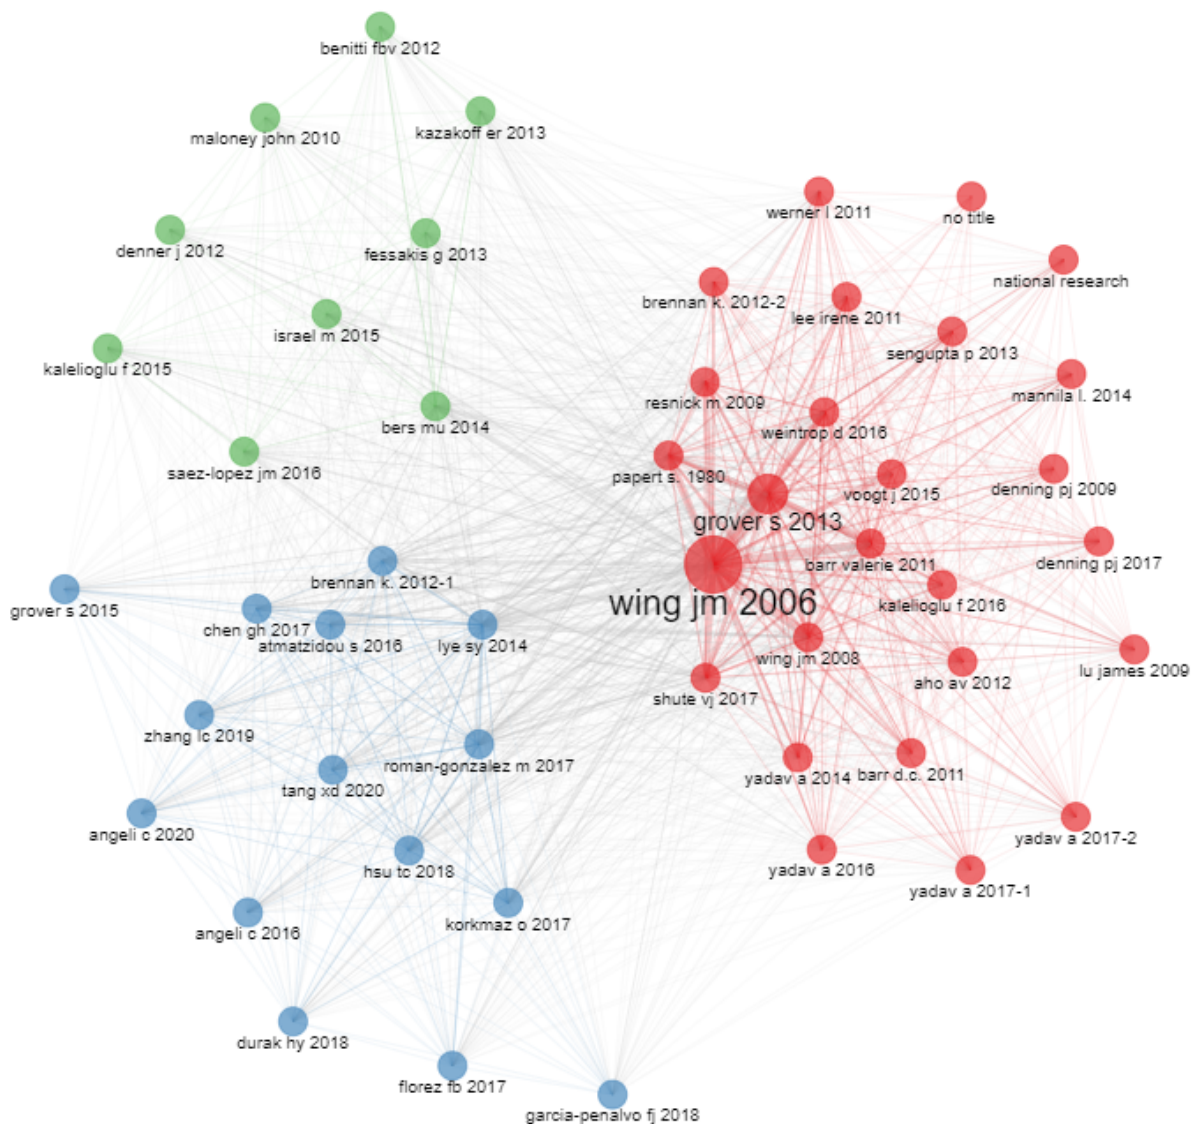 benitti fbv 2012
maloney john 2010
kazakoff er 2013
denner j 2012
fessakis g 2013
israel m 2015
kalelioglu f 2015
bers mu 2014
saez-lopez jm 2016
werner l 2011
no title
national research
brennan k. 2012-2
lee irene 2011
sengupta p 2013
mannila l. 2014
resnick m 2009
weintrop d 2016
papert s. 1980
voogt j 2015
denning pj 2009
grover s 2013
barr valerie 2011
denning pj 2017
wing jm 2006
kalelioglu f 2016
wing jm 2008
aho av 2012
lu james 2009
shute vj 2017
yadav a 2014
barr d.c. 2011
yadav a 2017-2
yadav a 2016
yadav a 2017-1
brennan k. 2012-1
grover s 2015
chen gh 2017
atmatzidou s 2016
lye sy 2014
zhang lc 2019
roman-gonzalez m 2017
tang xd 2020
angeli c 2020
hsu tc 2018
angeli c 2016
korkmaz o 2017
durak hy 2018
florez fb 2017
garcia-penalvo fj 2018